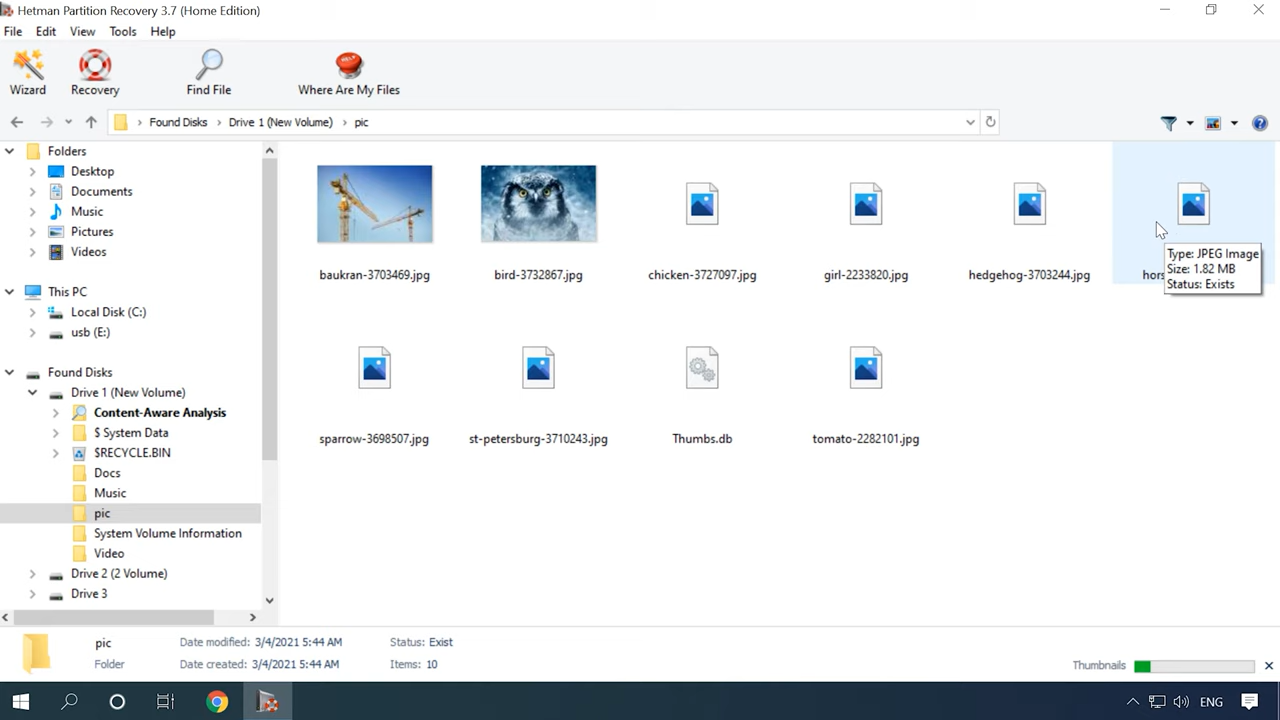 Hetman Partition Recovery 3.7 (Home Edition)
File Edit View Tools Help
Wizard Recovery Find File Where Are My Files
Found Disks Drive 1 (New Volume) pic
Folders
Desktop
Documents
Music
Pictures
Videos
This PC
Local Disk (C:)
usb (E:)
Found Disks
Drive 1 (New Volume)
Content-Aware Analysis
$ System Data
$RECYCLE.BIN
Docs
Music
pic
System Volume Information
Video
Drive 2 (2 Volume)
Drive 3
baukran-3703469.jpg bird-3732867.jpg chicken-3727097.jpg girl-2233820.jpg hedgehog-3703244.jpg
Type: JPEG Image
Size: 1.82 MB
Status: Exists
sparrow-3698507.jpg st-petersburg-3710243.jpg Thumbs.db tomato-2282101.jpg
pic Date modified: 3/4/2021 5:44 AM Status: Exist
Folder Date created: 3/4/2021 5:44 AM Items: 10
Thumbnails
ENG